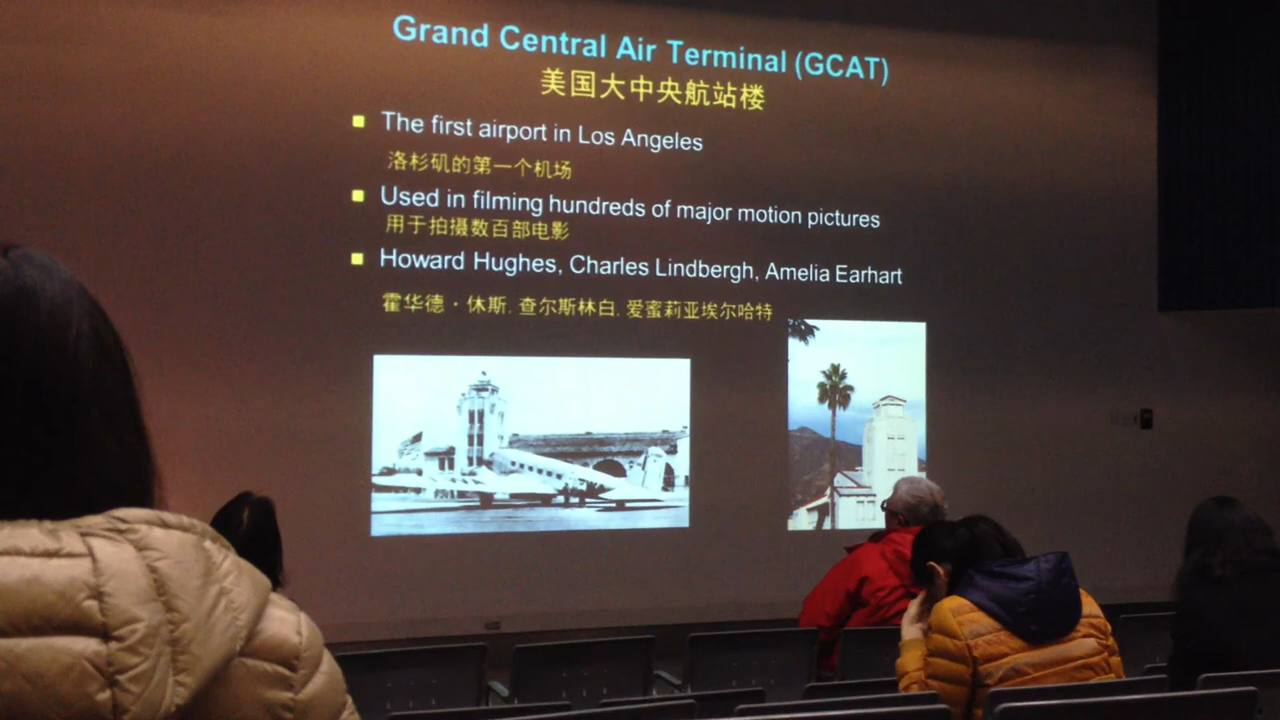 Grand Central Air Terminal (GCAT)
美国大中央航站楼
The first airport in Los Angeles
洛杉矶的第一个机场
Used in filming hundreds of major motion pictures
用于拍摄数百部电影
Howard Hughes, Charles Lindbergh, Amelia Earhart
霍华德·休斯, 查尔斯林白, 爱蜜莉亚埃尔哈特